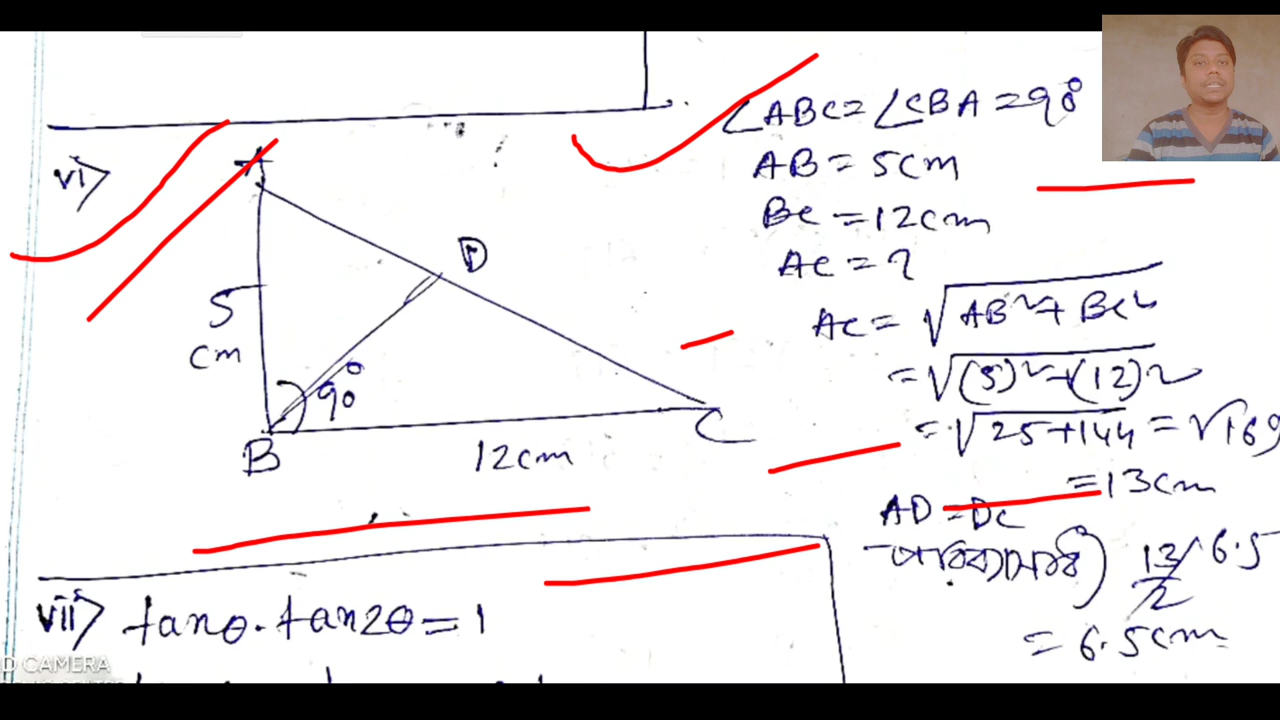 vi)
A
D
5
cm
90°
B
12cm
C
∠ABC = ∠CBA = 90°
AB = 5cm
BC = 12cm
AC = ?
AC = √AB² + BC²
= √(5)² + (12)²
= √25+144 = √169
= 13cm
AD = DC
13/2 6.5
= 6.5cm
vii) tanθ · tan2θ = 1
D CAMERA